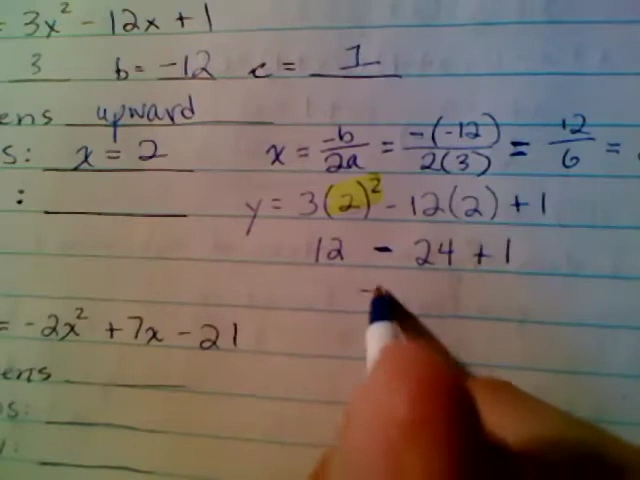 = 3x² - 12x + 1
3 b = -12 c = 1
ens upward
s: x = 2 x = -b/2a = -(-12)/2(3) = 12/6 =
: y = 3(2)² - 12(2) + 1
12 - 24 + 1
-
= -2x² + 7x - 21
ens
s:
: